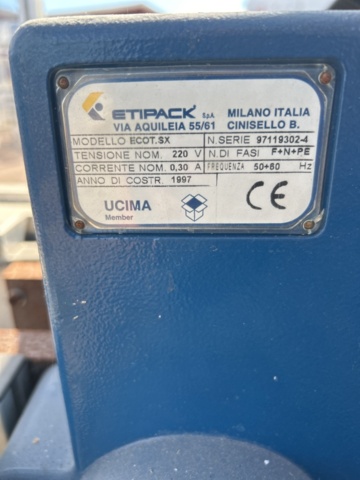 ETIPACK S.p.A. MILANO ITALIA
VIA AQUILEIA 55/61 CINISELLO B.
MODELLO ECOT.SX N.SERIE 97119302-4
TENSIONE NOM. 220 V N.DI FASI F+N+PE
CORRENTE NOM. 0,30 A FREQUENZA 50+60 Hz
ANNO DI COSTR. 1997
UCIMA
Member
CE